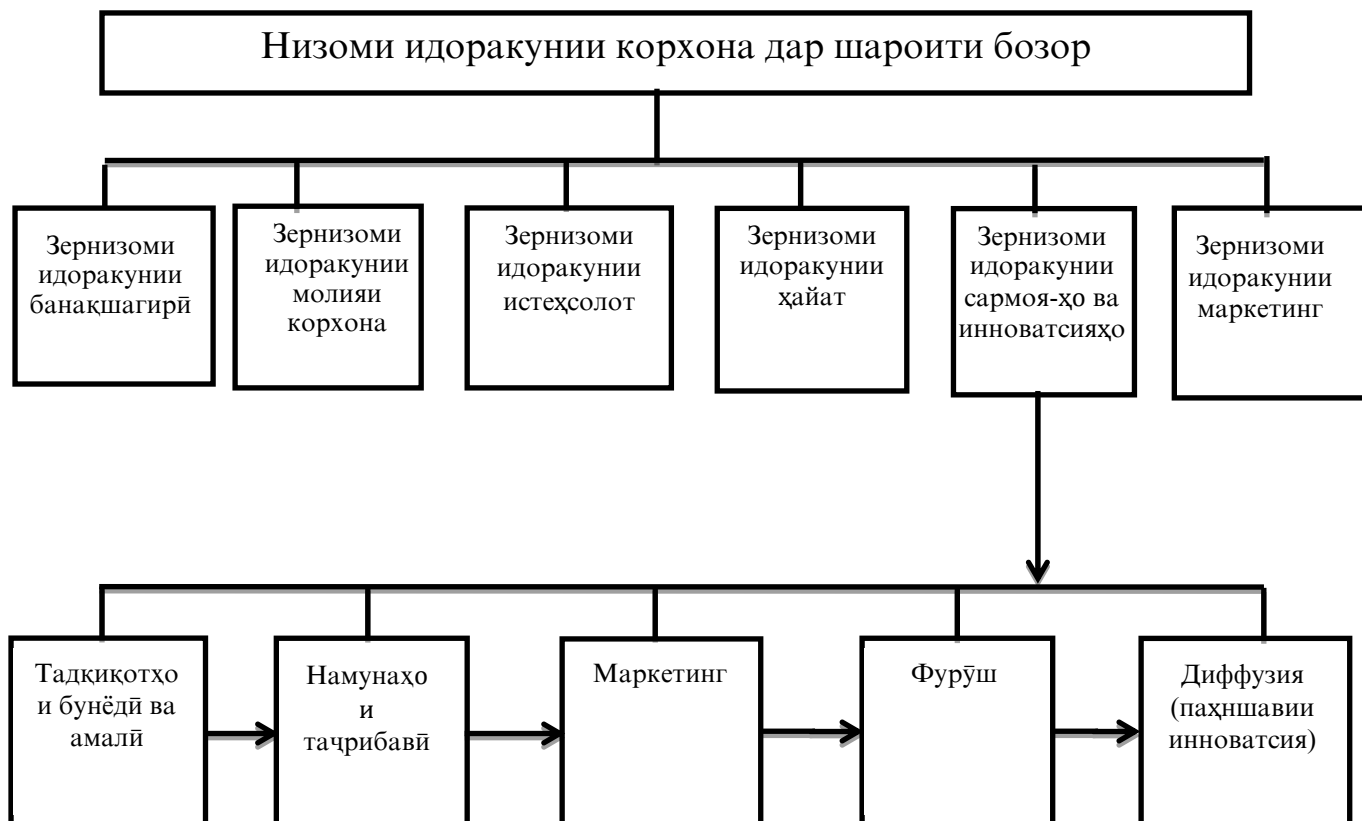 Низоми идоракунии корхона дар шароити бозор
Зернизоми
идоракунии
банақшагирӣ
Зернизоми
идоракунии
молияи
корхона
Зернизоми
идоракунии
истеҳсолот
Зернизоми
идоракунии
ҳайат
Зернизоми
идоракунии
сармоя-ҳо ва
инноватсияҳо
Зернизоми
идоракунии
маркетинг
Тадқиқотҳо
и бунёдӣ ва
амалӣ
Намунаҳо
и
таҷрибавӣ
Маркетинг
Фурӯш
Диффузия
(паҳншавии
инноватсия)